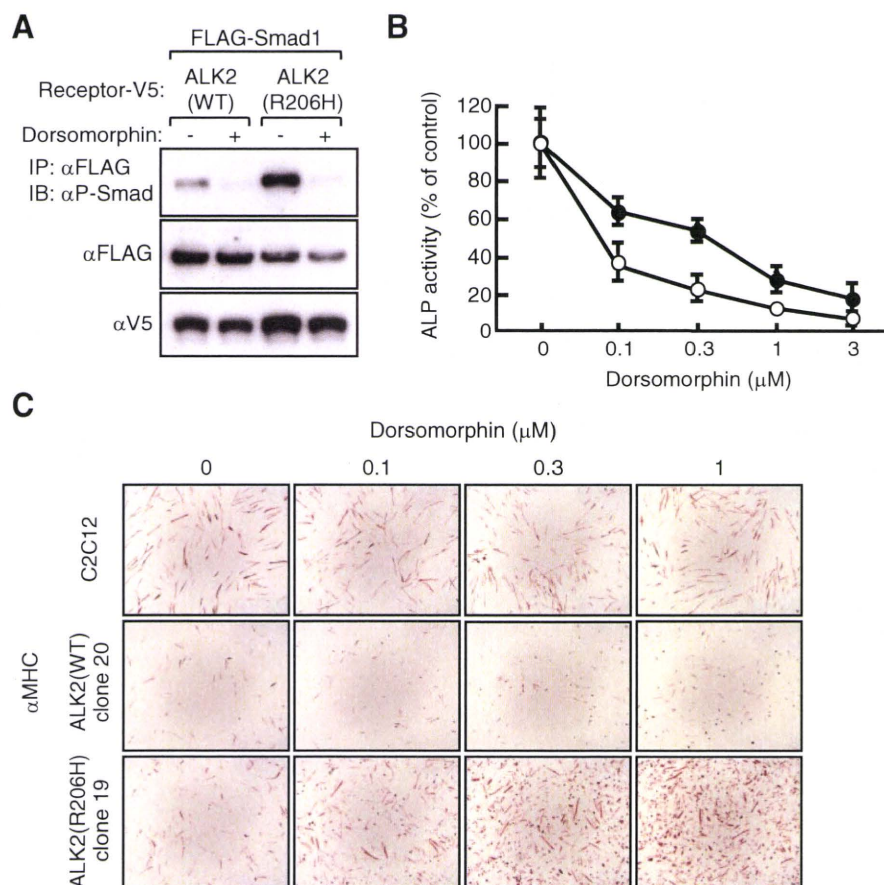 A
FLAG-Smad1
Receptor-V5:
ALK2
(WT)
ALK2
(R206H)
Dorsomorphin:
- + - +
IP: αFLAG
IB: αP-Smad
αFLAG
αV5
B
ALP activity (% of control)
120
100
80
60
40
20
0
0 0.1 0.3 1 3
Dorsomorphin (μM)
C
Dorsomorphin (μM)
0 0.1 0.3 1
αMHC
C2C12
ALK2(WT)
clone 20
ALK2(R206H)
clone 19